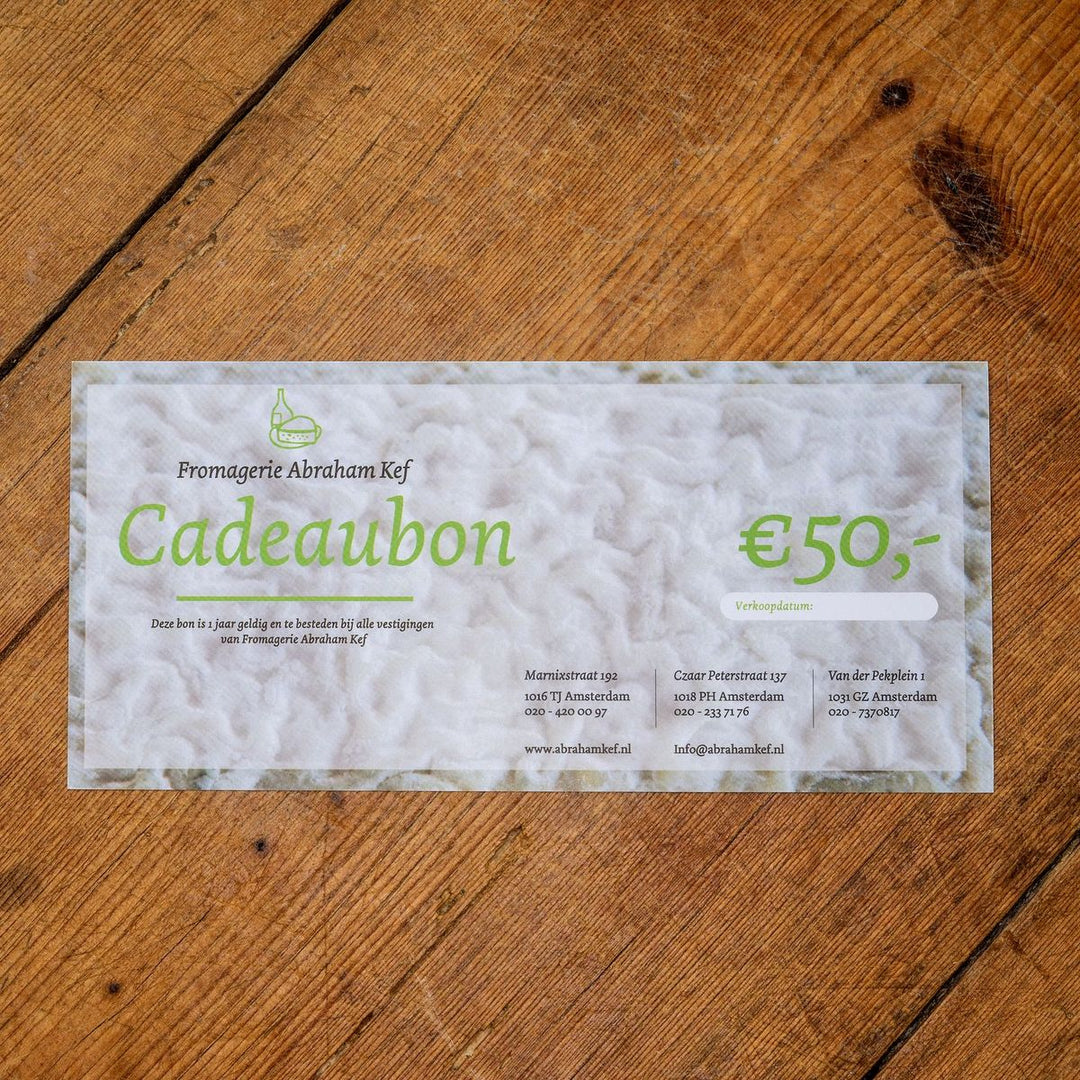 Fromagerie Abraham Kef
Cadeaubon
Deze bon is 1 jaar geldig en te besteden bij alle vestigingen
van Fromagerie Abraham Kef
€50,-
Verkoopdatum:
Marnixstraat 192
1016 TJ Amsterdam
020 - 420 00 97
Czaar Peterstraat 137
1018 PH Amsterdam
020 - 233 71 76
Van der Pekplein 1
1031 GZ Amsterdam
020 - 7370817
www.abrahamkef.nl
Info@abrahamkef.nl